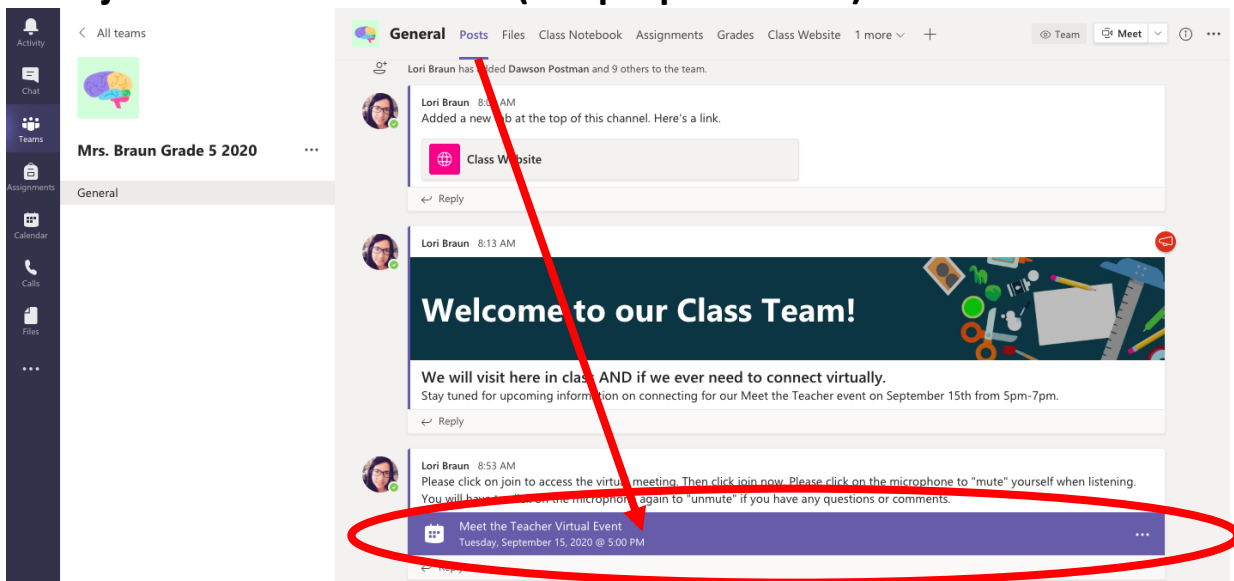 Activity
Chat
Teams
Assignments
Calendar
Calls
Files
All teams
Mrs. Braun Grade 5 2020
General
General Posts Files Class Notebook Assignments Grades Class Website 1 more
Team Meet
Lori Braun has added Dawson Postman and 9 others to the team.
Lori Braun AM
Added a new tab at the top of this channel. Here's a link.
Class Website
Reply
Lori Braun 8:13 AM
Welcome to our Class Team!
We will visit here in class AND if we ever need to connect virtually.
Stay tuned for upcoming information on connecting for our Meet the Teacher event on September 15th from 5pm-7pm.
Reply
Lori Braun 8:53 AM
Please click on join to access the virtual meeting. Then click join now. Please click on the microphone to "mute" yourself when listening.
You will have to click on the microphone again to "unmute" if you have any questions or comments.
Meet the Teacher Virtual Event
Tuesday, September 15, 2020 @ 5:00 PM
Reply